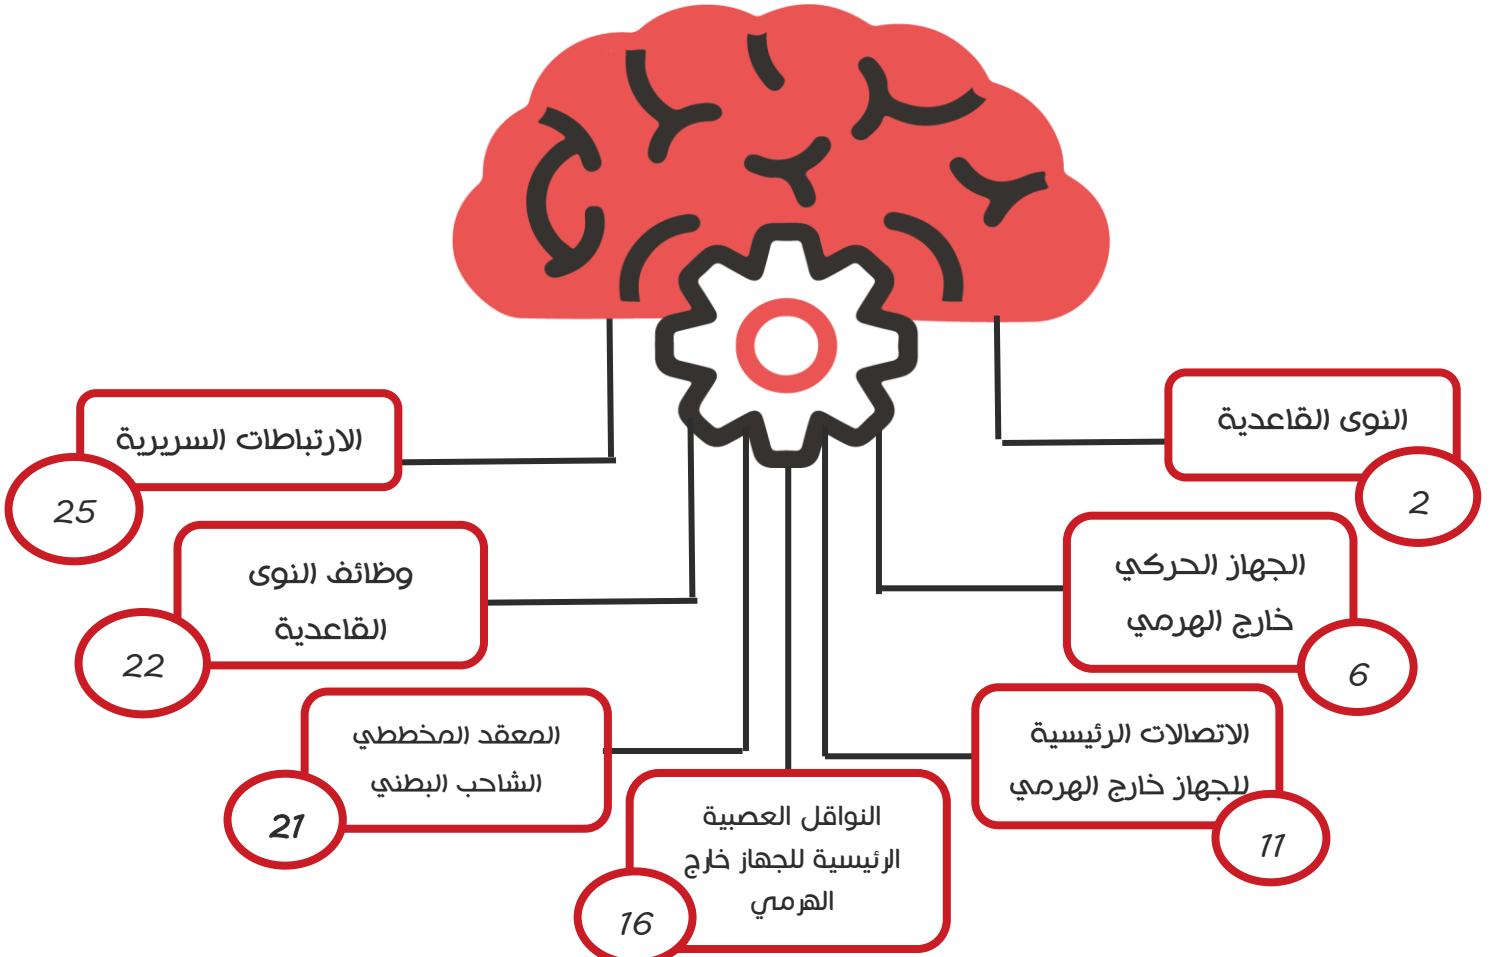 النوى القاعدية
2
الجهاز الحركي
خارج الهرمي
6
الاتصالات الرئيسية
للجهاز خارج الهرمي
11
النواقل العصبية
الرئيسية للجهاز خارج
الهرمي
16
المعقد المخططي
الشاحب البطني
21
وظائف النوى
القاعدية
22
الارتباطات السريرية
25